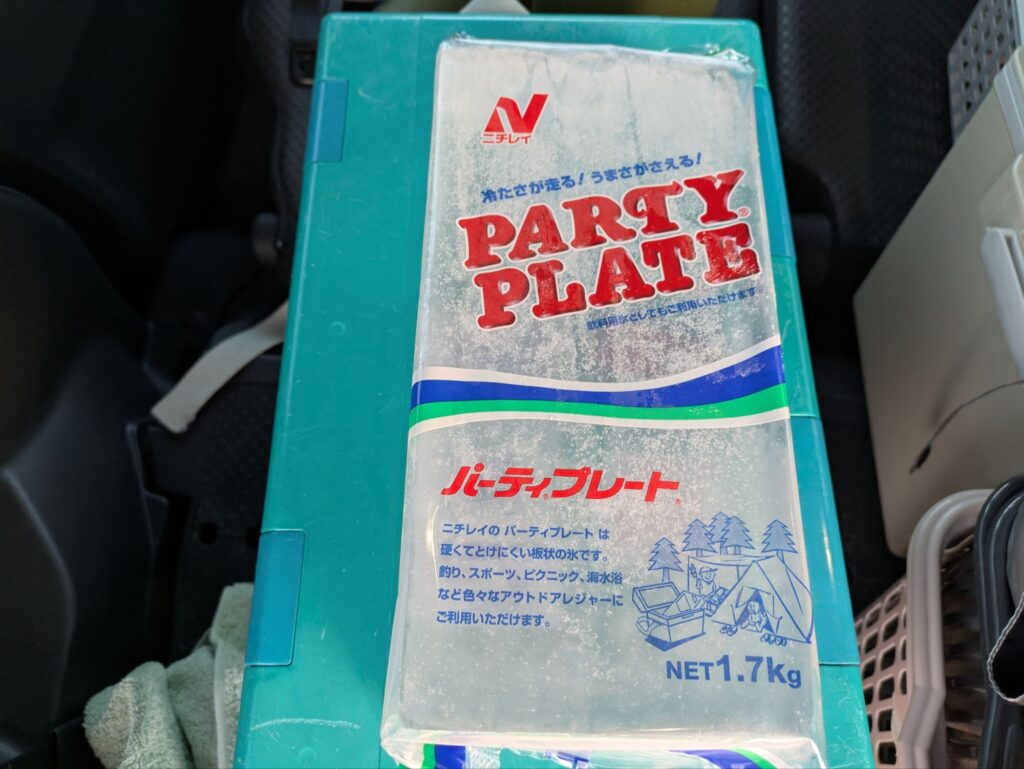 ニチレイ
冷たさが走る!うまさがさえる!
PARTY
PLATE®
飲料用氷としてもご利用いただけます
パーティプレート
ニチレイの パーティプレート は
硬くてとけにくい板状の氷です。
釣り、スポーツ、ピクニック、海水浴
など色々なアウトドアレジャーに
ご利用いただけます。
NET1.7kg